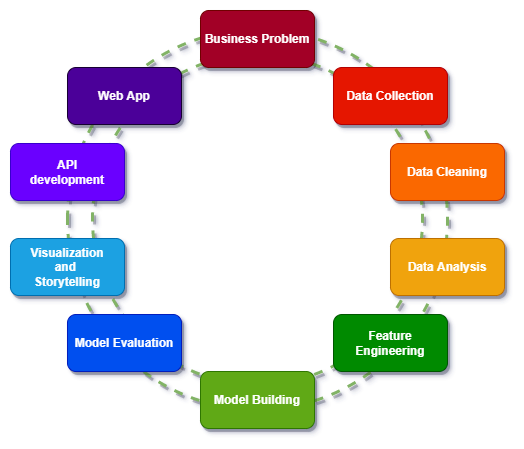 Business Problem
Data Collection
Data Cleaning
Data Analysis
Feature
Engineering
Model Building
Model Evaluation
Visualization
and
Storytelling
API
development
Web App